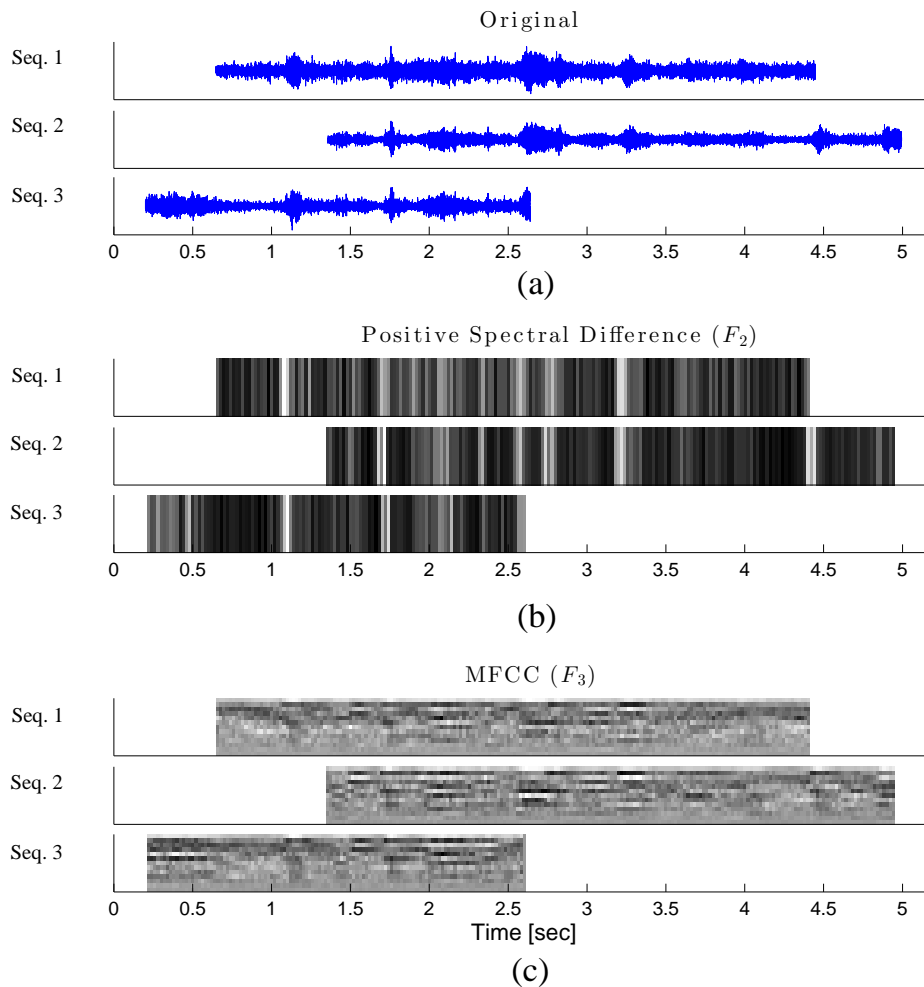 Original
Seq. 1
Seq. 2
Seq. 3
0 0.5 1 1.5 2 2.5 3 3.5 4 4.5 5
(a)
Positive Spectral Difference (F₂)
Seq. 1
Seq. 2
Seq. 3
0 0.5 1 1.5 2 2.5 3 3.5 4 4.5 5
(b)
MFCC (F₃)
Seq. 1
Seq. 2
Seq. 3
0 0.5 1 1.5 2 2.5 3 3.5 4 4.5 5
Time [sec]
(c)